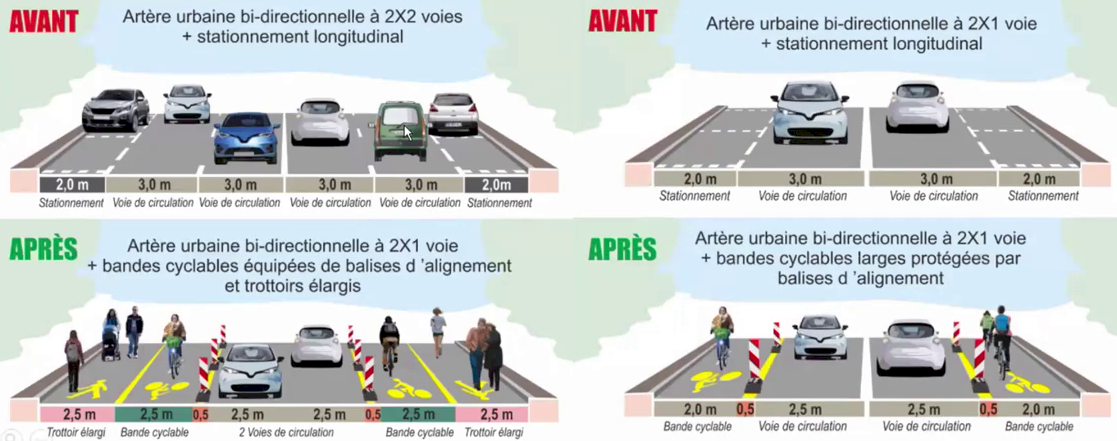 AVANT
Artère urbaine bi-directionnelle à 2X2 voies
+ stationnement longitudinal
2,0 m 3,0 m 3,0 m 3,0 m 3,0 m 2,0m
Stationnement Voie de circulation Voie de circulation Voie de circulation Voie de circulation Stationnement
AVANT
Artère urbaine bi-directionnelle à 2X1 voie
+ stationnement longitudinal
2,0 m 3,0 m 3,0 m 2,0 m
Stationnement Voie de circulation Voie de circulation Stationnement
APRÈS
Artère urbaine bi-directionnelle à 2X1 voie
+ bandes cyclables équipées de balises d 'alignement
et trottoirs élargis
2,5 m 2,5 m 0,5 2,5 m 2,5 m 0,5 2,5 m 2,5 m
Trottoir élargi Bande cyclable 2 Voies de circulation Bande cyclable Trottoir élargi
APRÈS
Artère urbaine bi-directionnelle à 2X1 voie
+ bandes cyclables larges protégées par
balises d 'alignement
2,0 m 0,5 2,5 m 2,5 m 0,5 2,0 m
Bande cyclable Voie de circulation Voie de circulation Bande cyclable